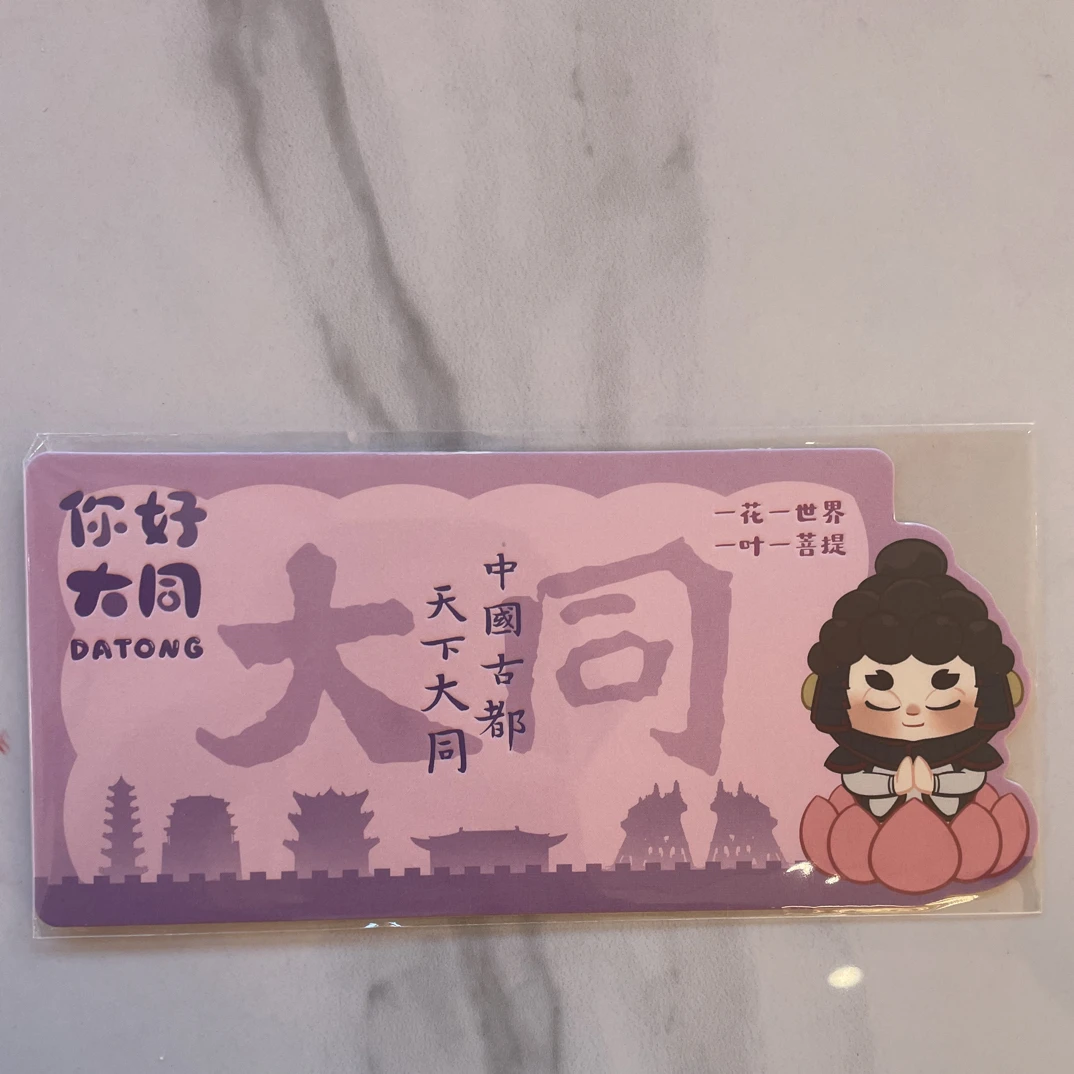 你好
大同
DATONG
大同
中國古都
天下大同
一花一世界
一叶一菩提